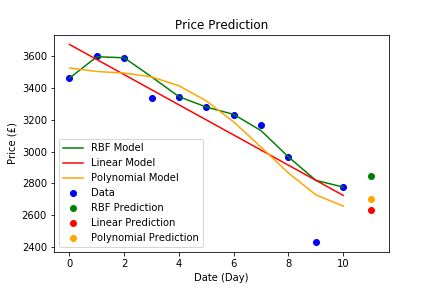 Price Prediction
Price (£)
3600
3400
3200
3000
2800
2600
2400
RBF Model
Linear Model
Polynomial Model
Data
RBF Prediction
Linear Prediction
Polynomial Prediction
0 2 4 6 8 10
Date (Day)